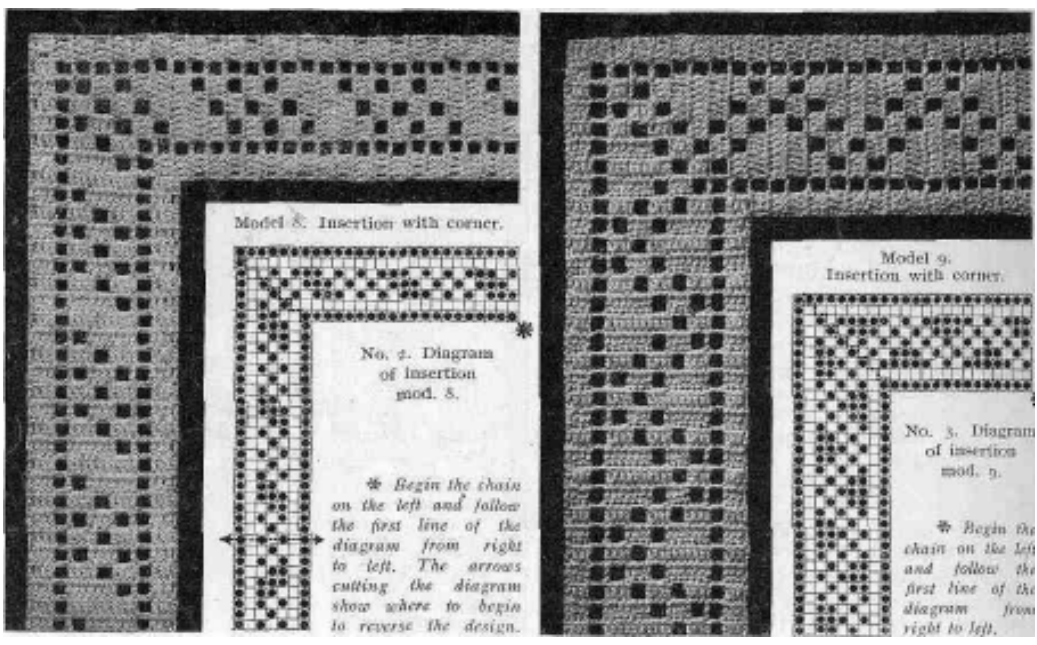 Model 8. Insertion with corner.
No. 2. Diagram
of insertion
mod. 8.
✱ Begin the chain
on the left and follow
the first line of the
diagram from right
to left. The arrows
cutting the diagram
show where to begin
to reverse the design.
Model 9.
Insertion with corner.
No. 3. Diagram
of insertion
mod. 9.
✱ Begin the
chain on the left
and follow the
first line of the
diagram from
right to left.